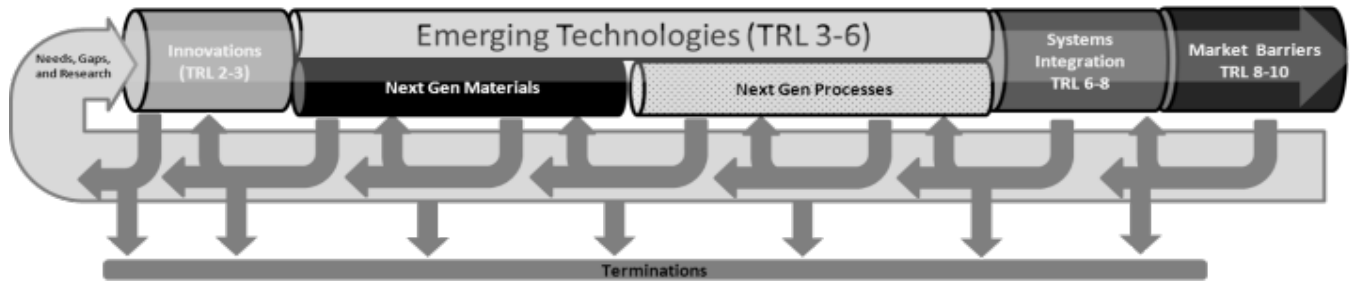 Needs, Gaps,
and Research
Innovations
(TRL 2-3)
Emerging Technologies (TRL 3-6)
Next Gen Materials
Next Gen Processes
Systems
Integration
TRL 6-8
Market Barriers
TRL 8-10
Terminations